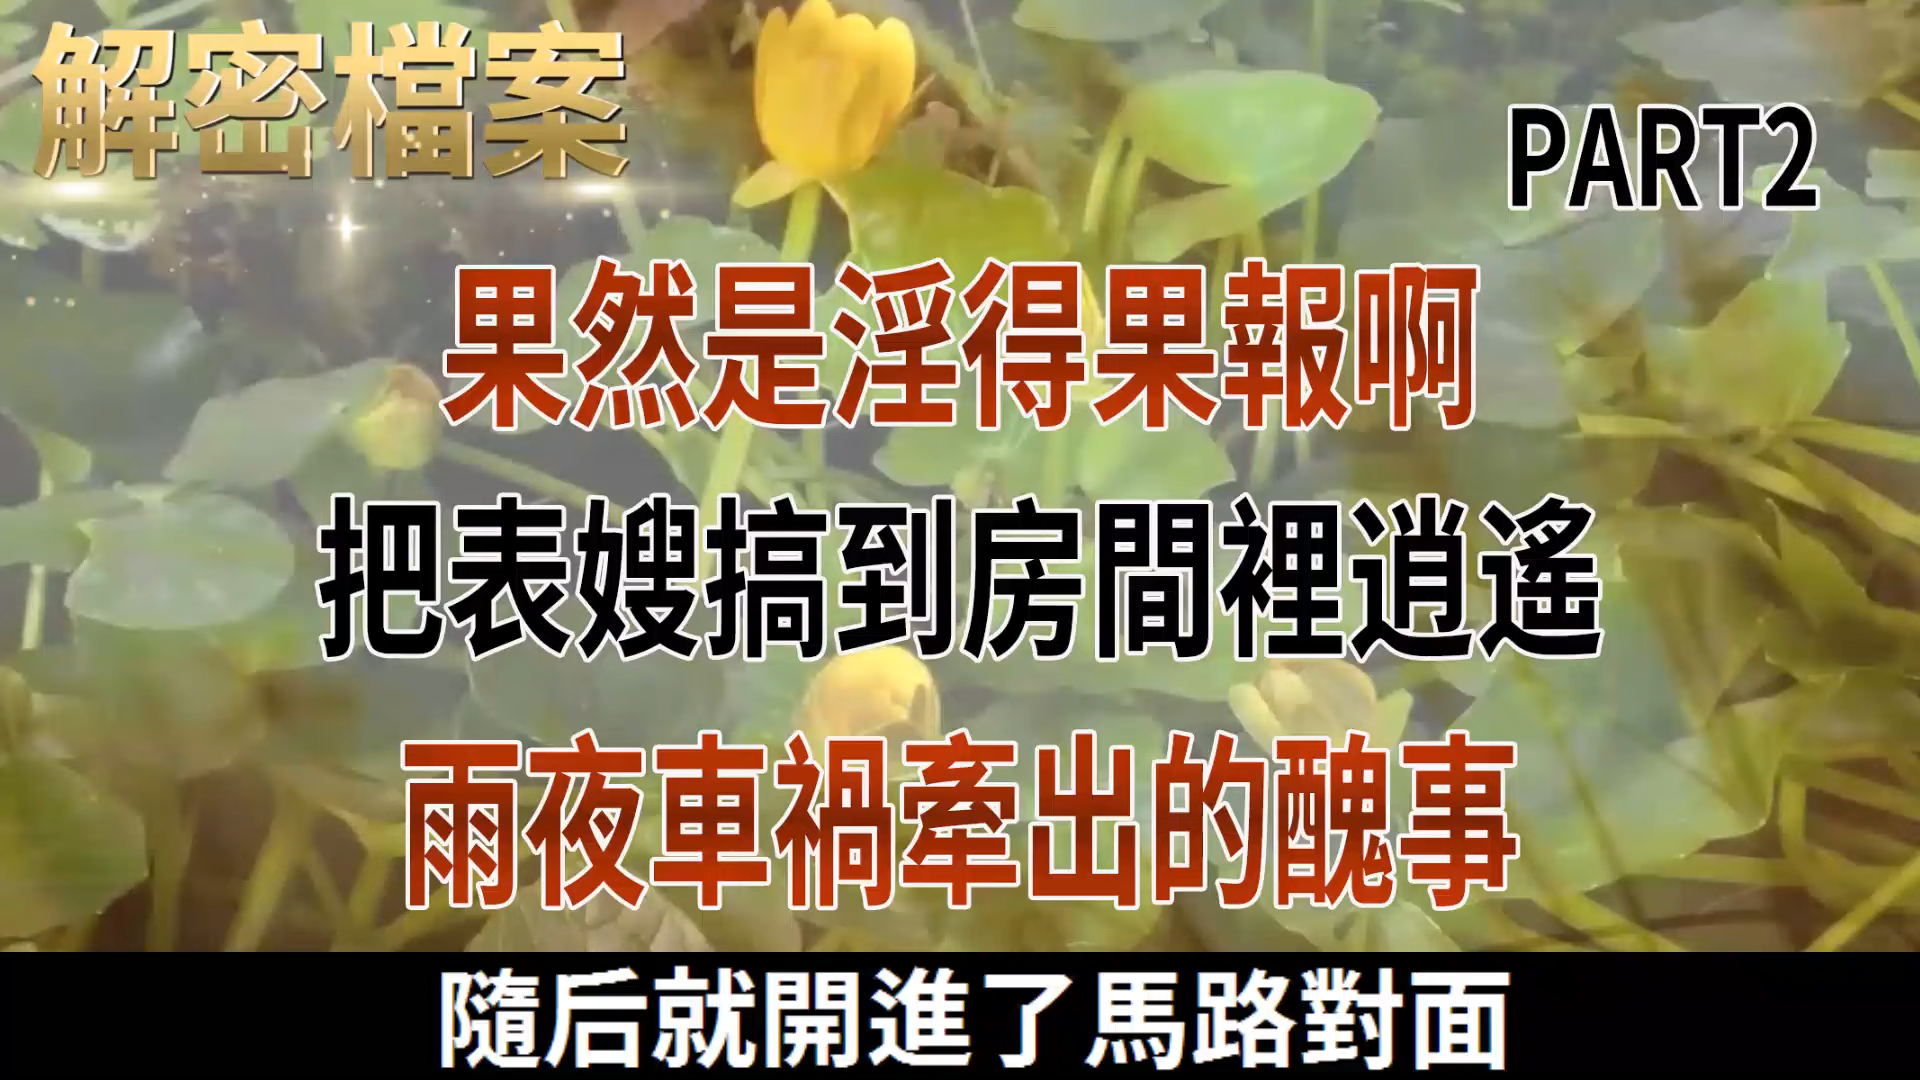 解密檔案
PART2
果然是淫得果報啊
把表嫂搞到房間裡逍遙
雨夜車禍牽出的醜事
隨后就開進了馬路對面